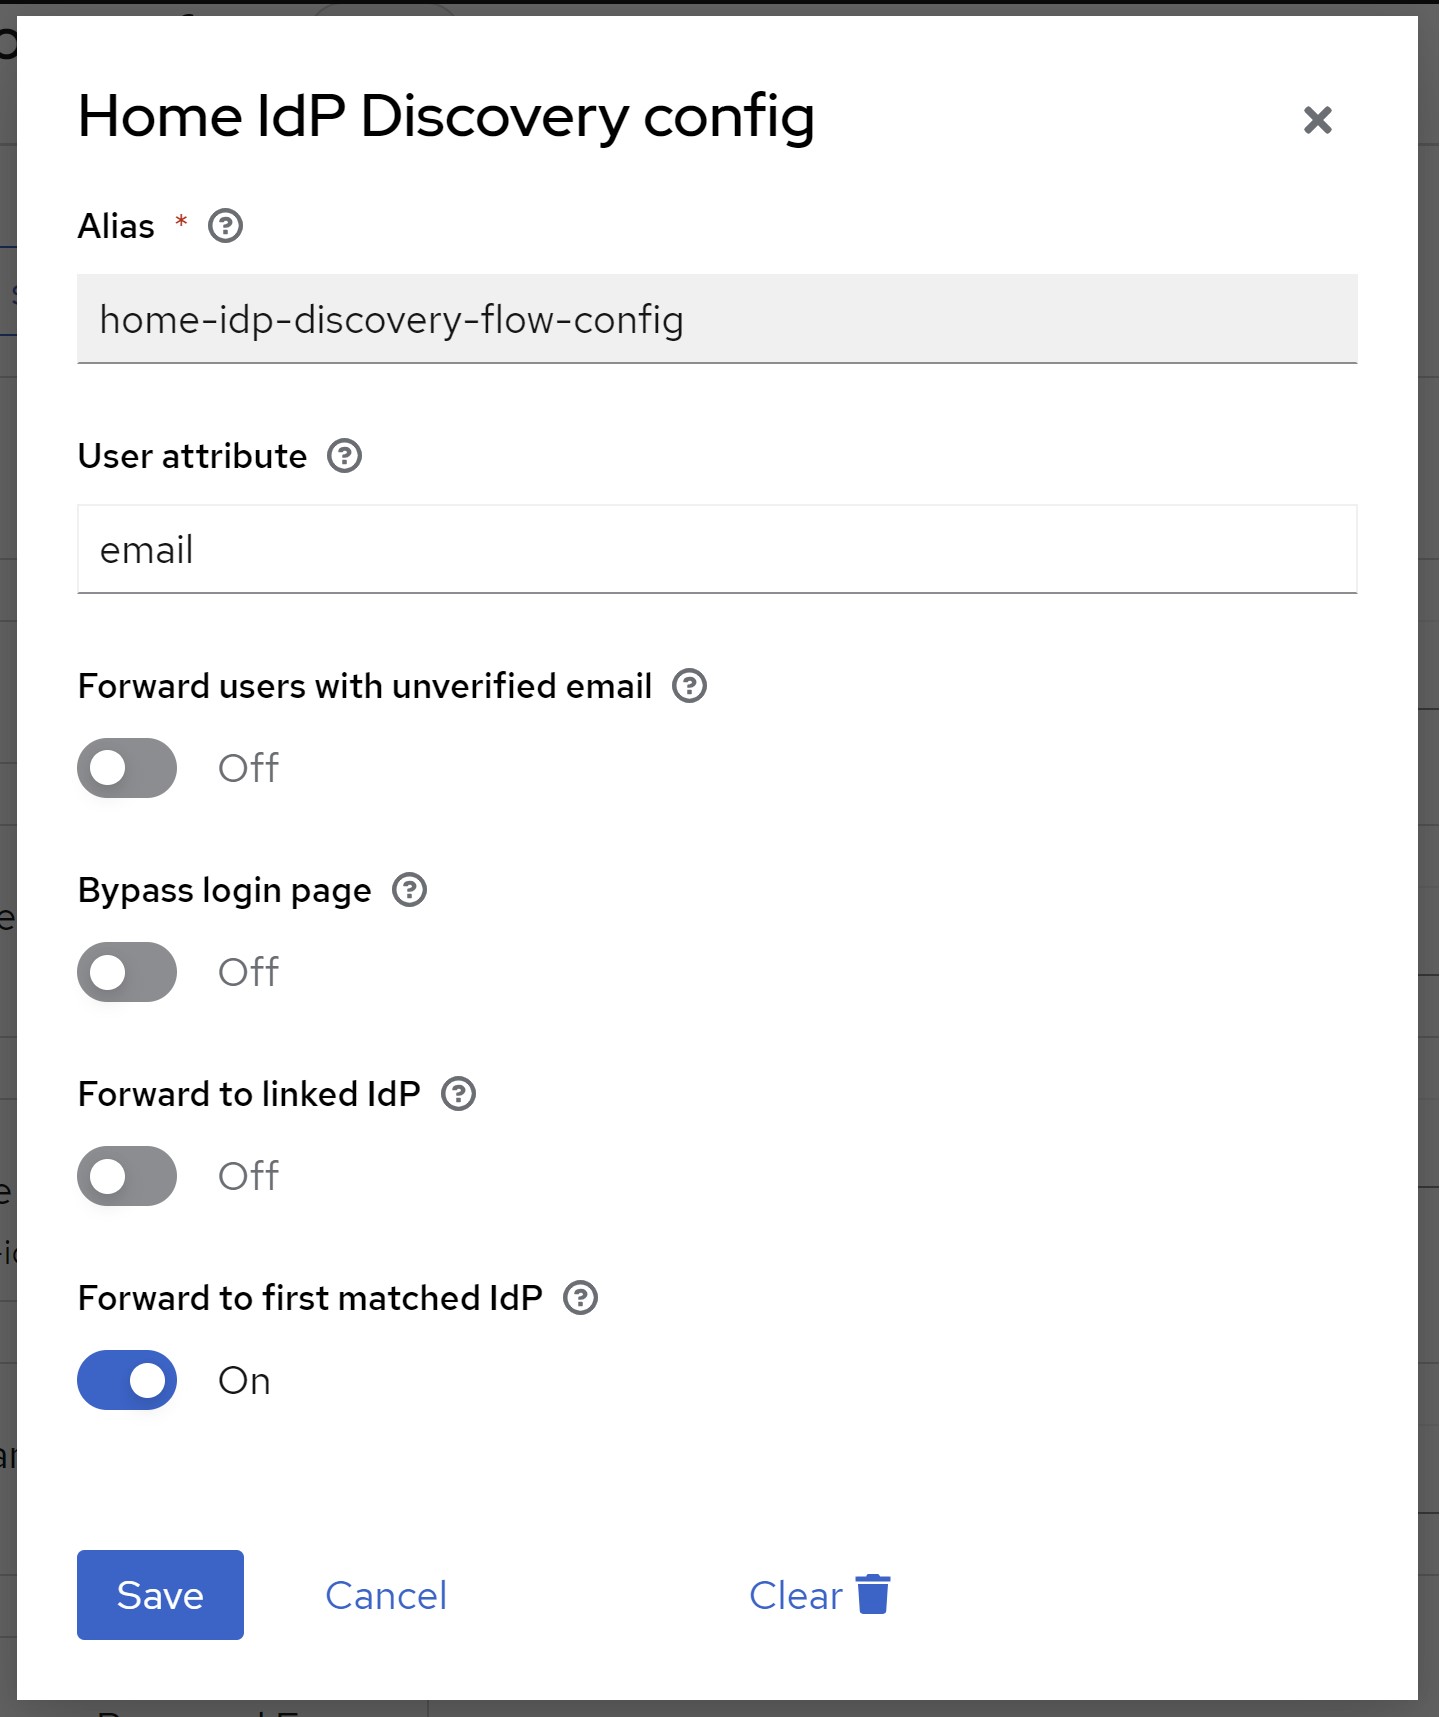 Home IdP Discovery config
Alias *
home-idp-discovery-flow-config
User attribute
email
Forward users with unverified email
Off
Bypass login page
Off
Forward to linked IdP
Off
Forward to first matched IdP
On
Save Cancel Clear